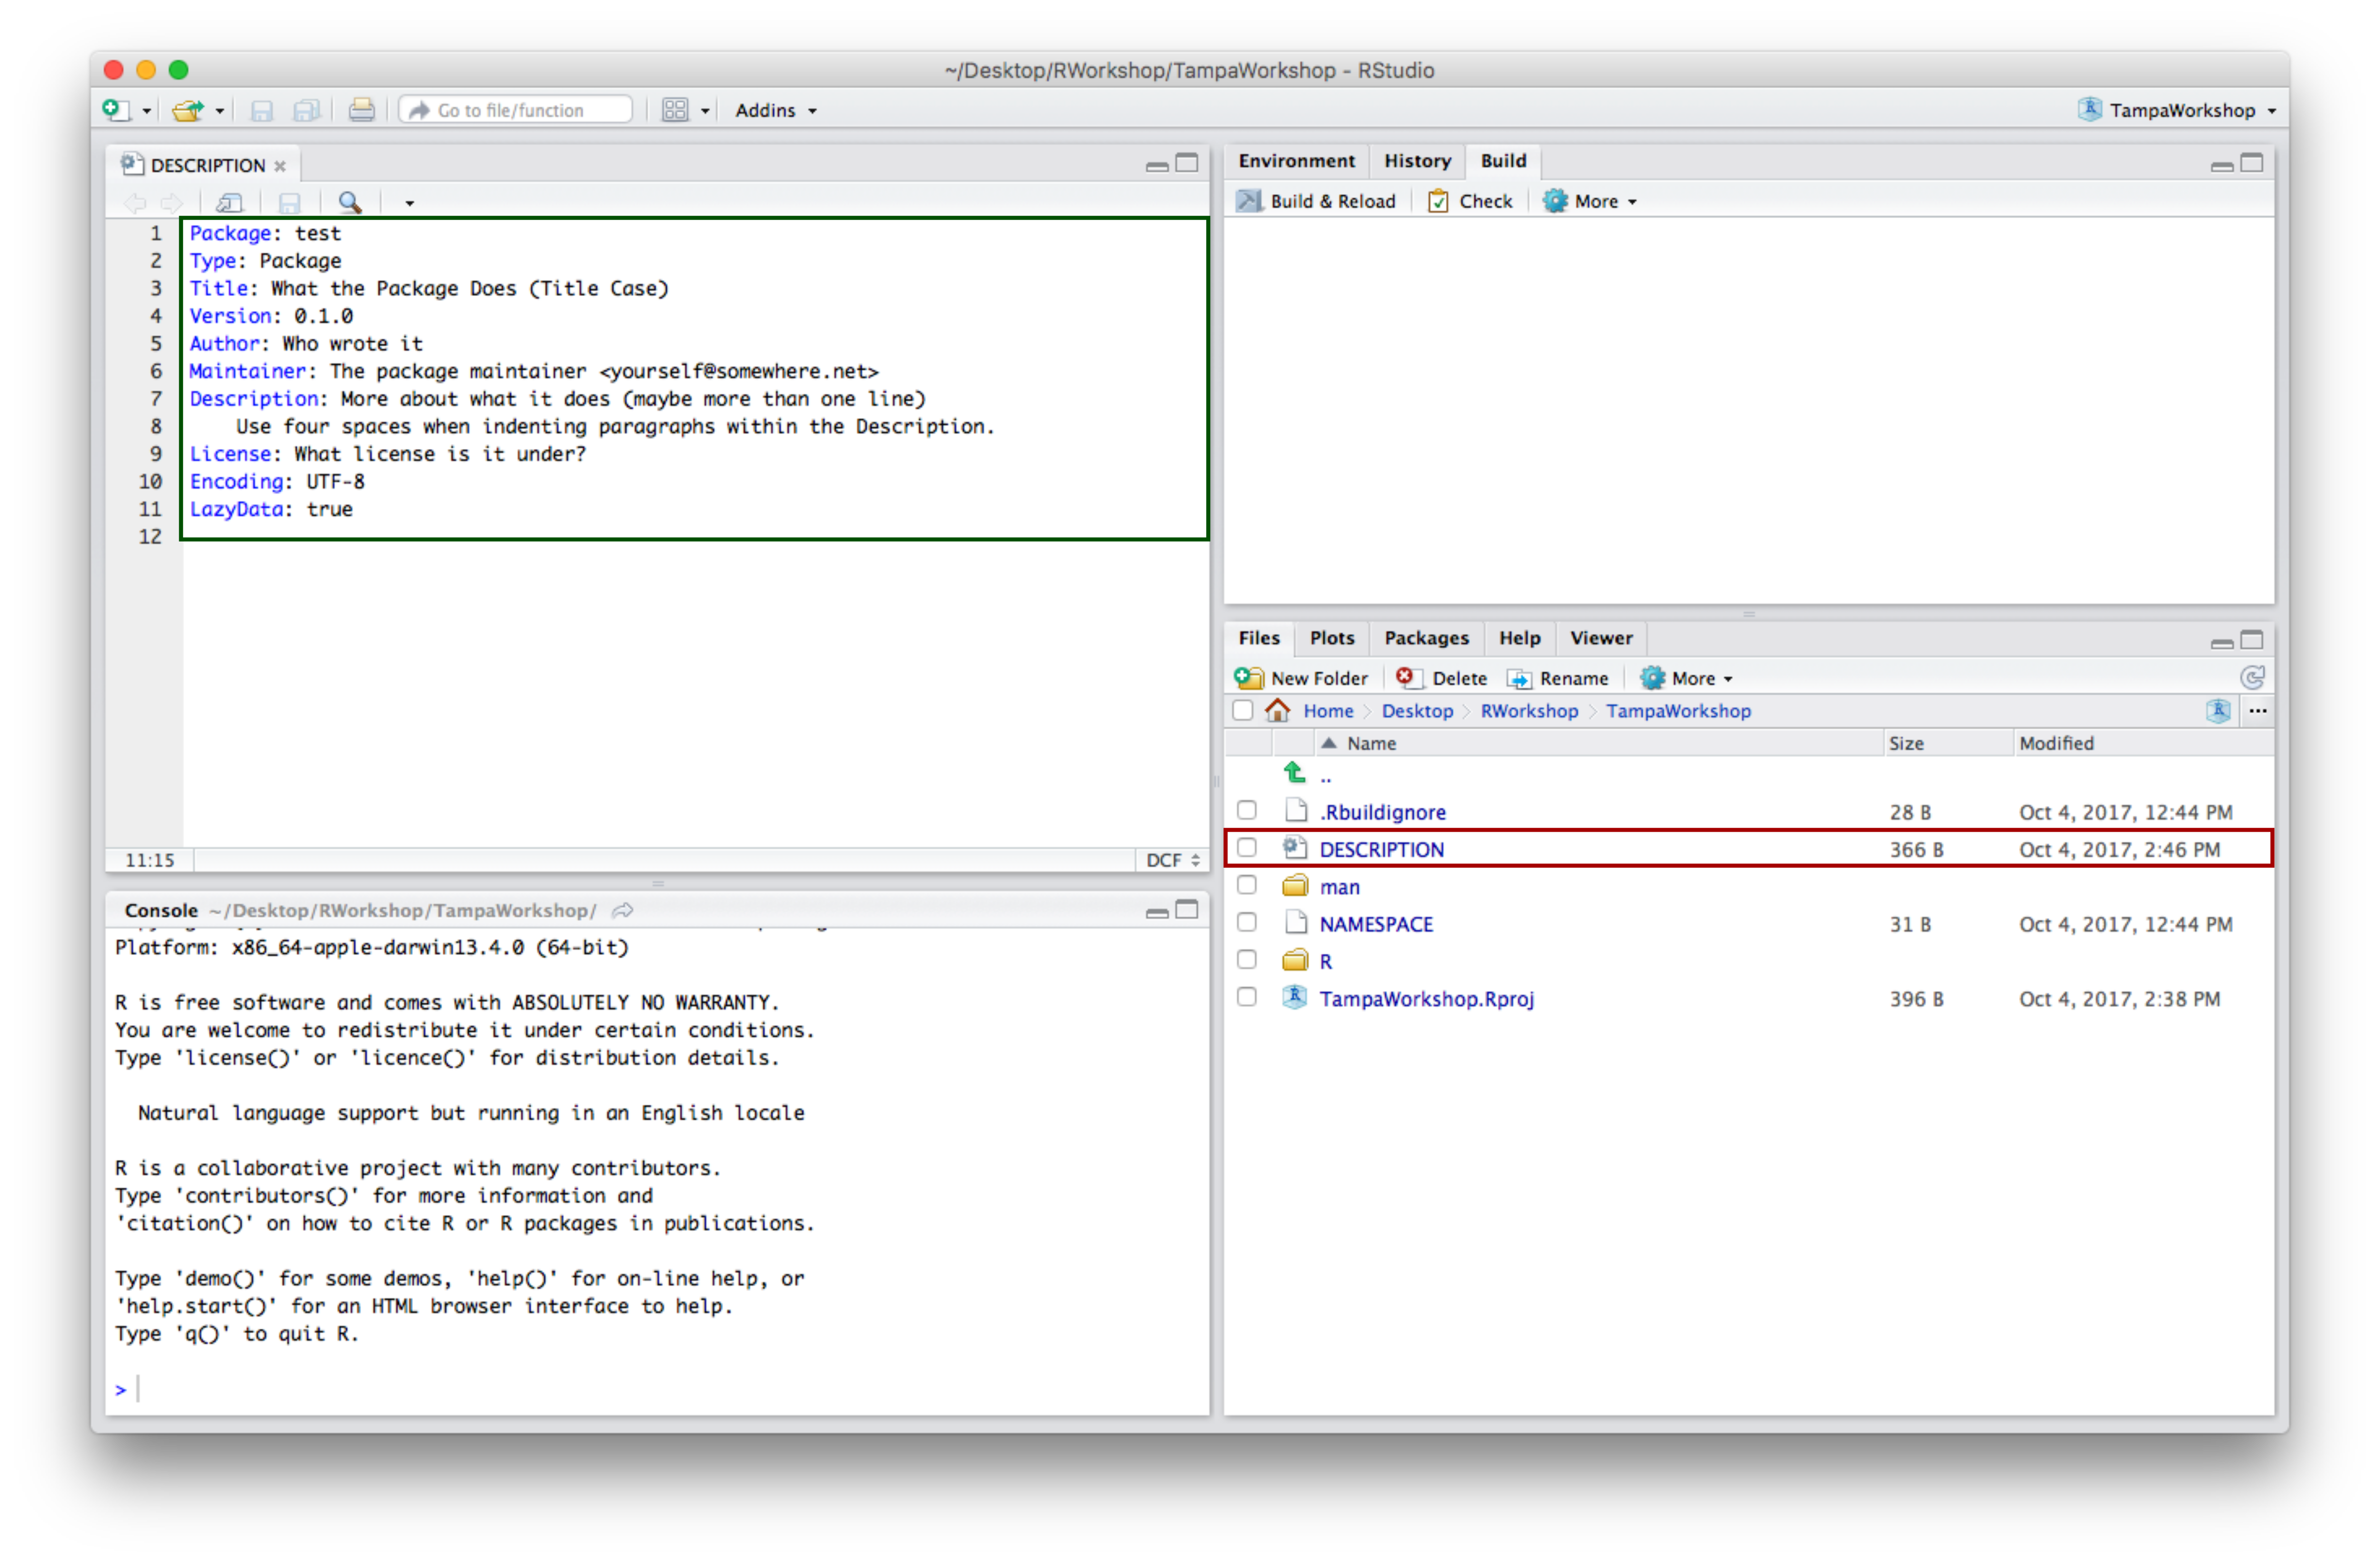 ~/Desktop/RWorkshop/TampaWorkshop - RStudio
Go to file/function
Addins
TampaWorkshop
DESCRIPTION
1 Package: test
2 Type: Package
3 Title: What the Package Does (Title Case)
4 Version: 0.1.0
5 Author: Who wrote it
6 Maintainer: The package maintainer <yourself@somewhere.net>
7 Description: More about what it does (maybe more than one line)
8     Use four spaces when indenting paragraphs within the Description.
9 License: What license is it under?
10 Encoding: UTF-8
11 LazyData: true
12
11:15 DCF
Console ~/Desktop/RWorkshop/TampaWorkshop/
Platform: x86_64-apple-darwin13.4.0 (64-bit)
R is free software and comes with ABSOLUTELY NO WARRANTY.
You are welcome to redistribute it under certain conditions.
Type 'license()' or 'licence()' for distribution details.
  Natural language support but running in an English locale
R is a collaborative project with many contributors.
Type 'contributors()' for more information and
'citation()' on how to cite R or R packages in publications.
Type 'demo()' for some demos, 'help()' for on-line help, or
'help.start()' for an HTML browser interface to help.
Type 'q()' to quit R.
>
Environment History Build
Build & Reload Check More
Files Plots Packages Help Viewer
New Folder Delete Rename More
Home Desktop RWorkshop TampaWorkshop ...
Name Size Modified
..
.Rbuildignore 28 B Oct 4, 2017, 12:44 PM
DESCRIPTION 366 B Oct 4, 2017, 2:46 PM
man
NAMESPACE 31 B Oct 4, 2017, 12:44 PM
R
TampaWorkshop.Rproj 396 B Oct 4, 2017, 2:38 PM